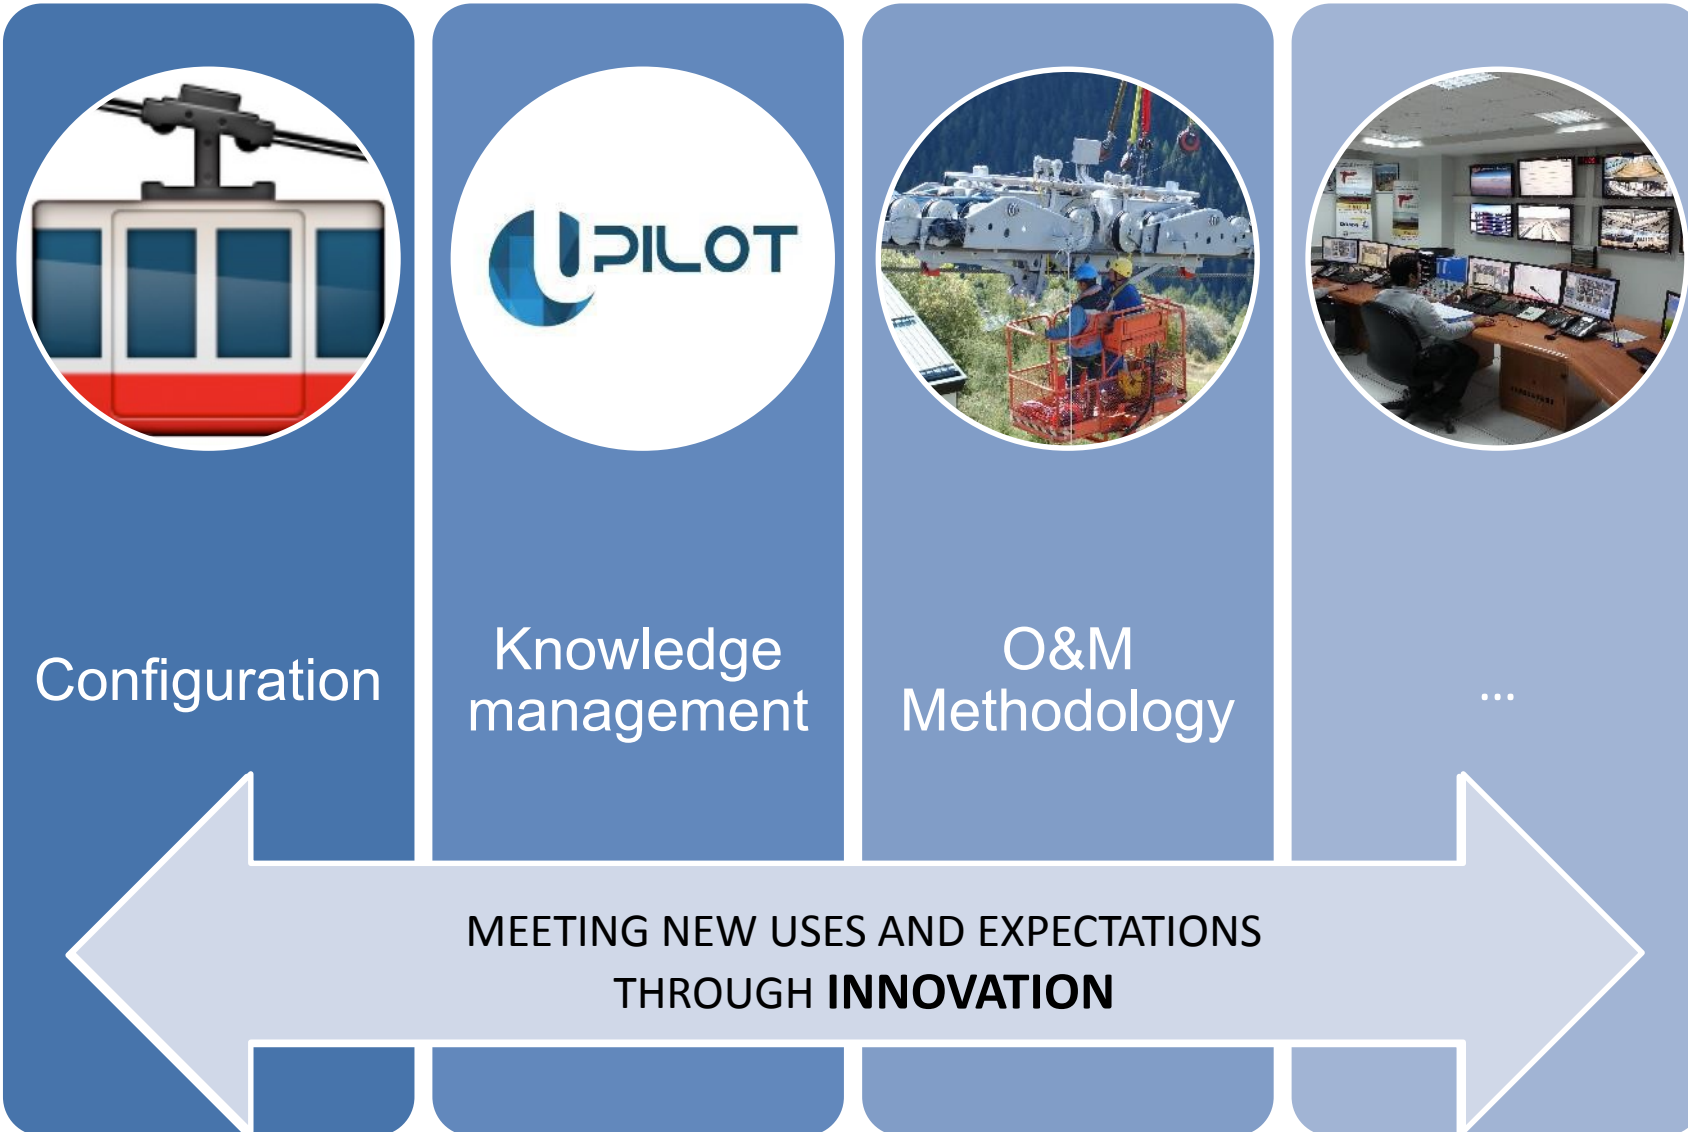 UPILOT
Configuration
Knowledge
management
O&M
Methodology
...
MEETING NEW USES AND EXPECTATIONS
THROUGH INNOVATION